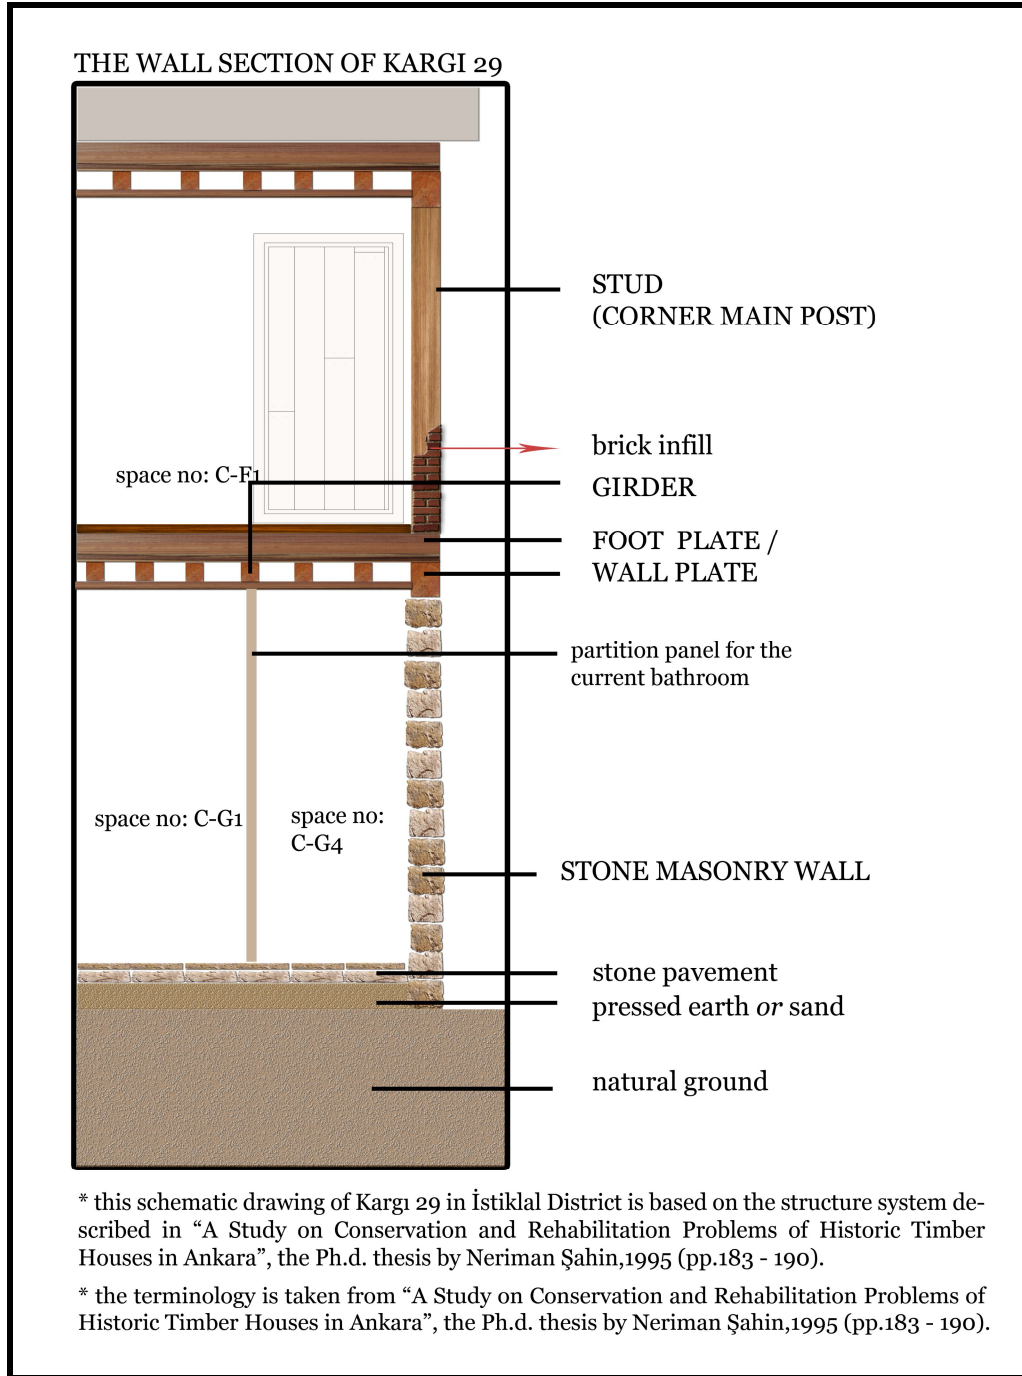 THE WALL SECTION OF KARGI 29
STUD
(CORNER MAIN POST)
brick infill
space no: C-F1
GIRDER
FOOT PLATE /
WALL PLATE
partition panel for the
current bathroom
space no: C-G1
space no:
C-G4
STONE MASONRY WALL
stone pavement
pressed earth or sand
natural ground
* this schematic drawing of Kargı 29 in İstiklal District is based on the structure system de-
scribed in “A Study on Conservation and Rehabilitation Problems of Historic Timber
Houses in Ankara”, the Ph.d. thesis by Neriman Şahin,1995 (pp.183 - 190).
* the terminology is taken from “A Study on Conservation and Rehabilitation Problems of
Historic Timber Houses in Ankara”, the Ph.d. thesis by Neriman Şahin,1995 (pp.183 - 190).